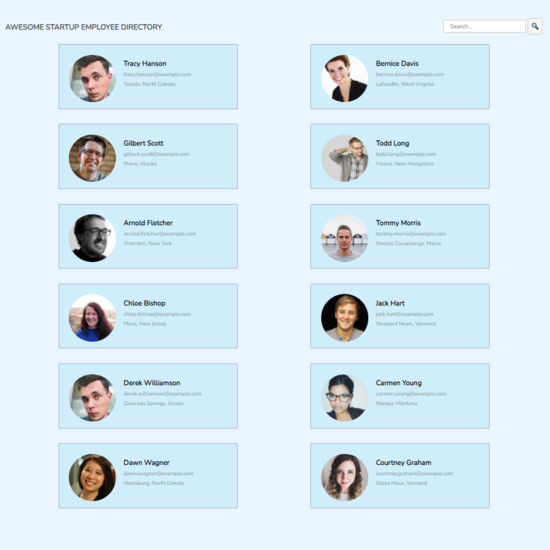 AWESOME STARTUP EMPLOYEE DIRECTORY
Search...
Tracy Hanson
tracy.hanson@example.com
Toledo, North Dakota
Bernice Davis
bernice.davis@example.com
Lafayette, West Virginia
Gilbert Scott
gilbert.scott@example.com
Provo, Alaska
Todd Long
todd.long@example.com
Fresno, New Hampshire
Arnold Fletcher
arnold.fletcher@example.com
Thornton, New York
Tommy Morris
tommy.morris@example.com
Rancho Cucamonga, Maine
Chloe Bishop
chloe.bishop@example.com
Mesa, New Jersey
Jack Hart
jack.hart@example.com
Newport News, Vermont
Derek Williamson
derek.williamson@example.com
Colorado Springs, Illinois
Carmen Young
carmen.young@example.com
Nampa, Montana
Dawn Wagner
dawn.wagner@example.com
North Dakota
Courtney Graham
courtney.graham@example.com
Costa Mesa, Vermont